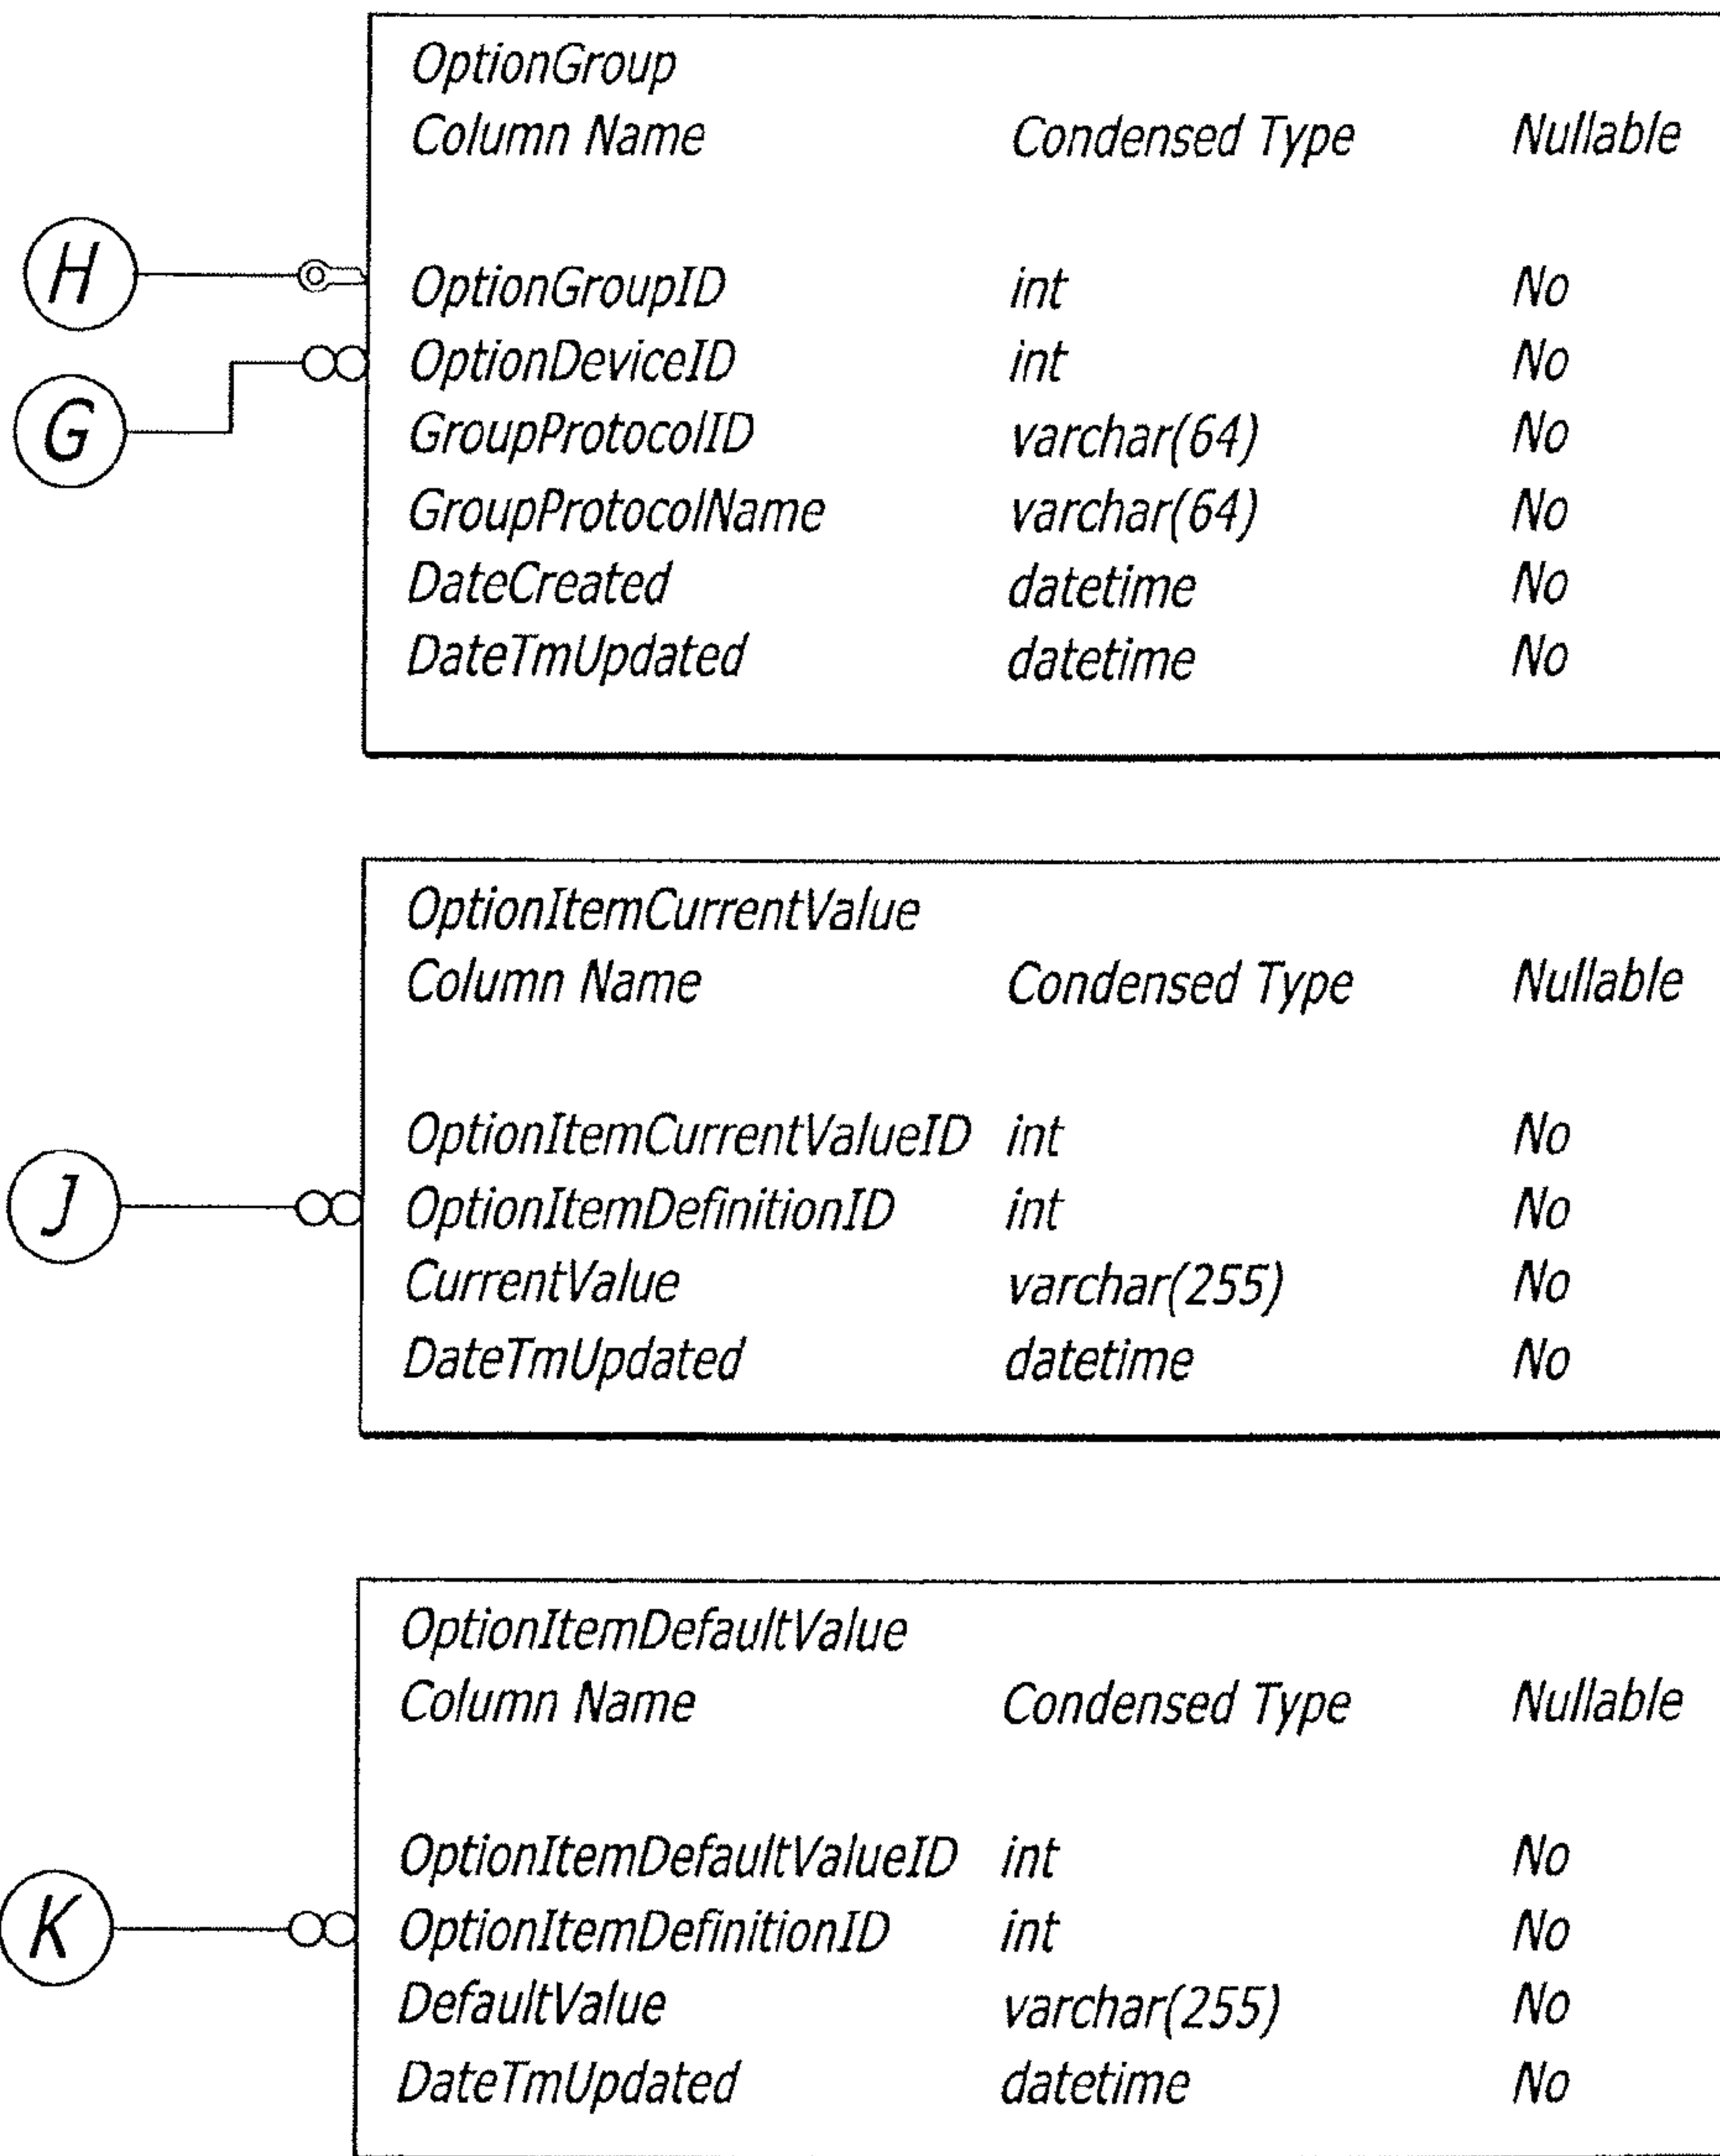 OptionGroup
Column Name Condensed Type Nullable
H
OptionGroupID int No
OptionDeviceID int No
G
GroupProtocolID varchar(64) No
GroupProtocolName varchar(64) No
DateCreated datetime No
DateTmUpdated datetime No
OptionItemCurrentValue
Column Name Condensed Type Nullable
OptionItemCurrentValueID int No
J
OptionItemDefinitionID int No
CurrentValue varchar(255) No
DateTmUpdated datetime No
OptionItemDefaultValue
Column Name Condensed Type Nullable
OptionItemDefaultValueID int No
K
OptionItemDefinitionID int No
DefaultValue varchar(255) No
DateTmUpdated datetime No